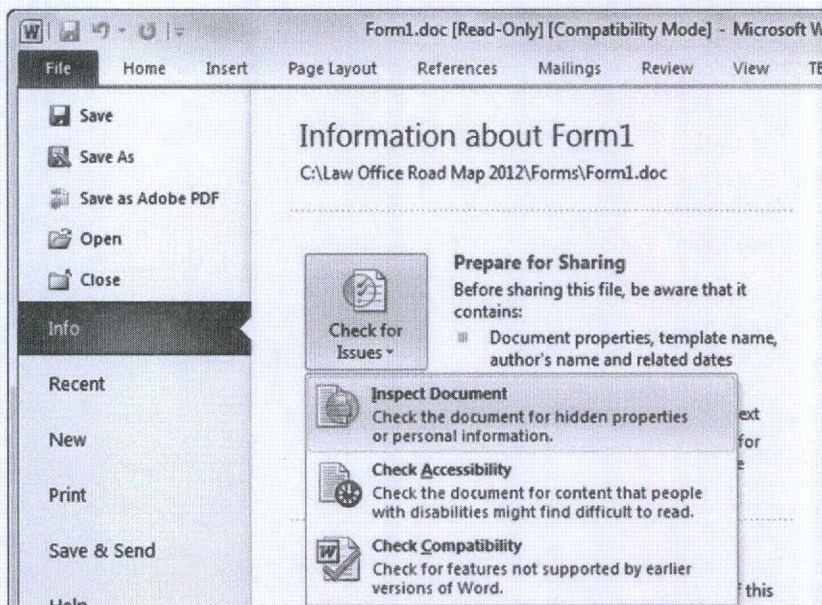 Form1.doc [Read-Only] [Compatibility Mode] - Microsoft W
File Home Insert Page Layout References Mailings Review View TE
Save
Save As
Save as Adobe PDF
Open
Close
Info
Recent
New
Print
Save & Send
Help
Information about Form1
C:\Law Office Road Map 2012\Forms\Form1.doc
Check for
Issues
Prepare for Sharing
Before sharing this file, be aware that it
contains:
Document properties, template name,
author's name and related dates
Inspect Document
Check the document for hidden properties
or personal information.
Check Accessibility
Check the document for content that people
with disabilities might find difficult to read.
Check Compatibility
Check for features not supported by earlier
versions of Word.
ext
for
e
f this